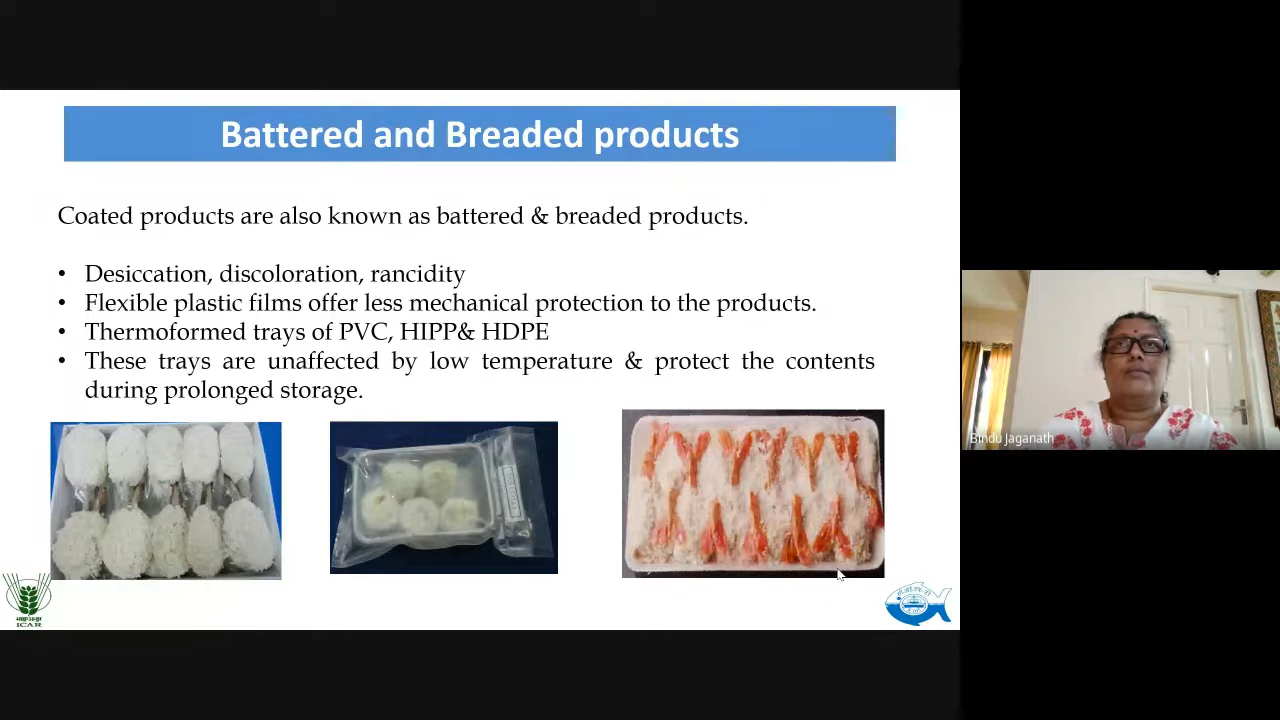 Battered and Breaded products
Coated products are also known as battered & breaded products.
• Desiccation, discoloration, rancidity
• Flexible plastic films offer less mechanical protection to the products.
• Thermoformed trays of PVC, HIPP& HDPE
• These trays are unaffected by low temperature & protect the contents
during prolonged storage.
Bindu Jaganath
ICAR